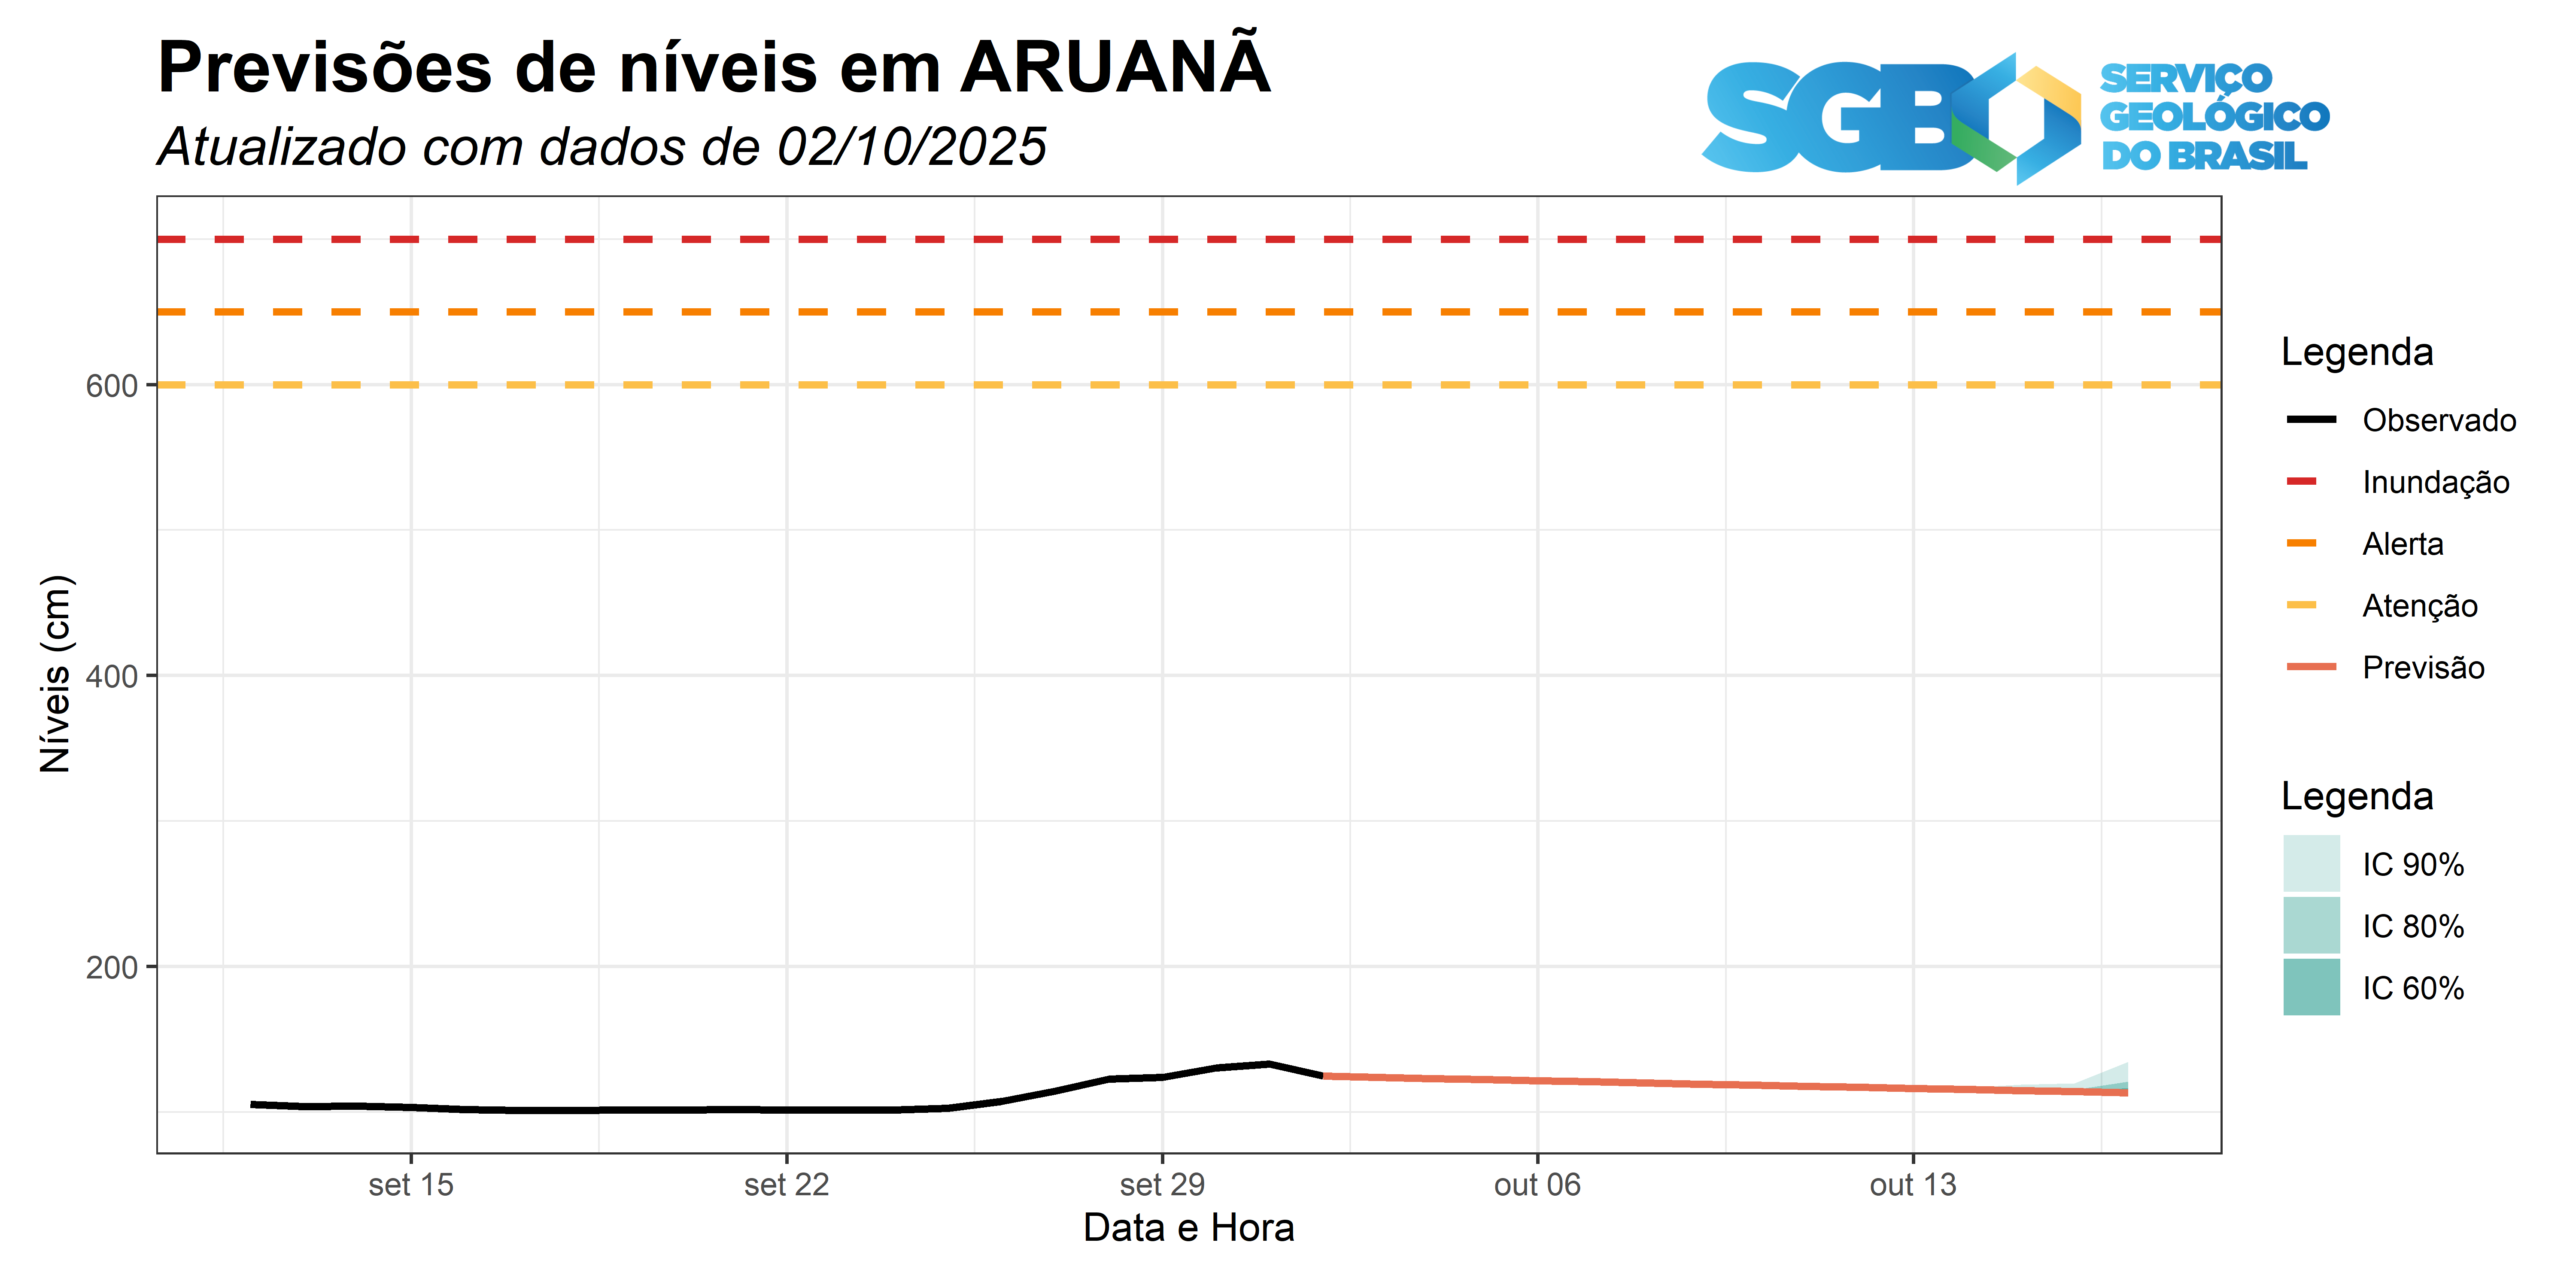 Previsões de níveis em ARUANÃ
Atualizado com dados de 02/10/2025
SGB
SERVIÇO
GEOLÓGICO
DO BRASIL
Níveis (cm)
600
400
200
set 15
set 22
set 29
out 06
out 13
Data e Hora
Legenda
Observado
Inundação
Alerta
Atenção
Previsão
Legenda
IC 90%
IC 80%
IC 60%